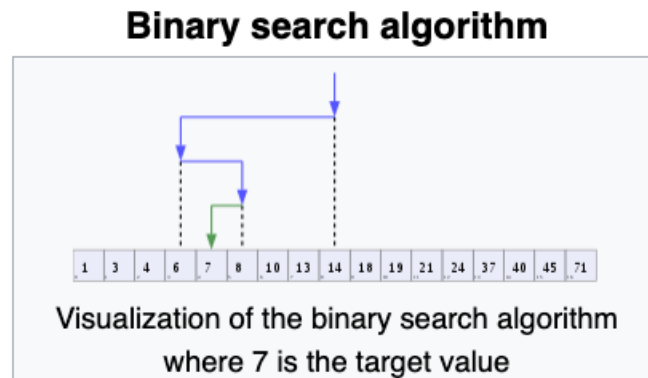 Binary search algorithm
1 3 4 6 7 8 10 13 14 18 19 21 24 37 40 45 71
Visualization of the binary search algorithm
where 7 is the target value